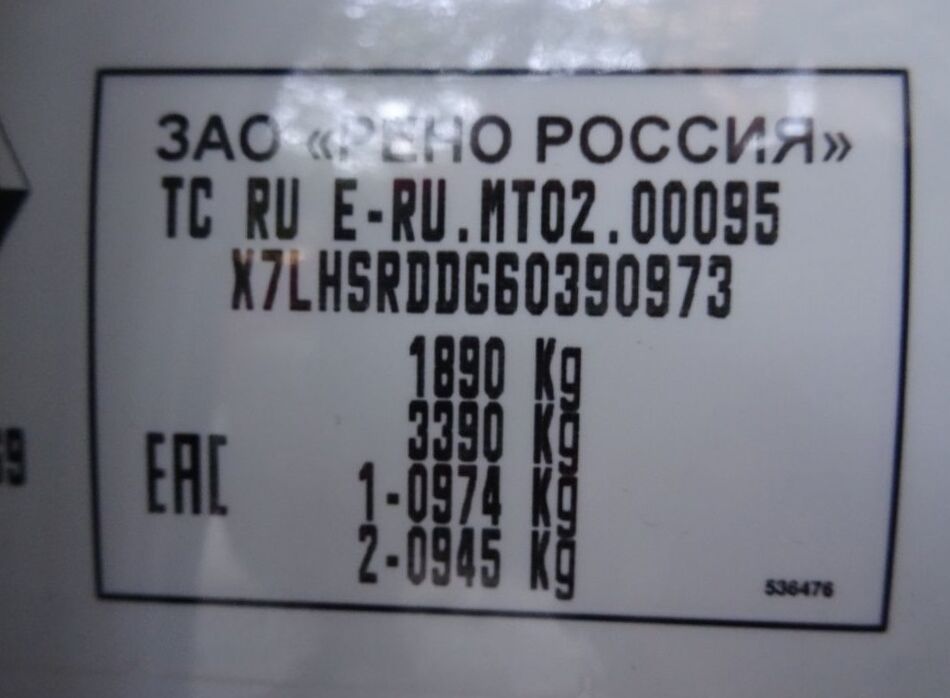 ЗАО «РЕНО РОССИЯ»
TC RU E-RU.MT02.00095
X7LHSRDDG60390973
1890 Kg
3390 Kg
EAC
1-0974 Kg
2-0945 Kg
536476